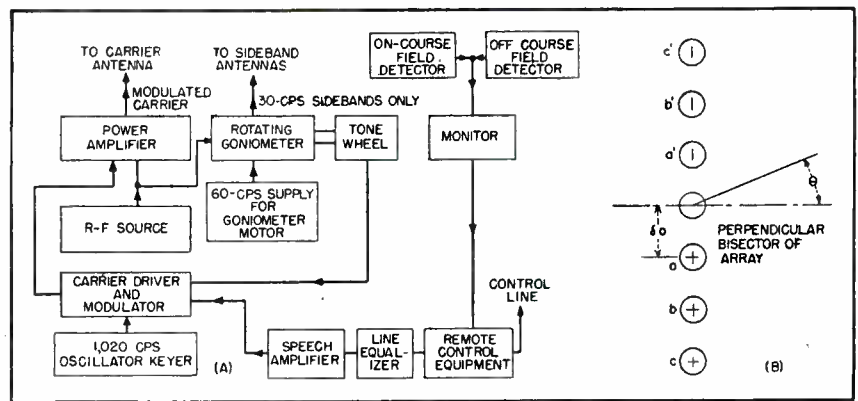 TO CARRIER
ANTENNA
MODULATED
CARRIER
TO SIDEBAND
ANTENNAS
30-CPS SIDEBANDS ONLY
POWER
AMPLIFIER
ROTATING
GONIOMETER
TONE
WHEEL
R-F SOURCE
60-CPS SUPPLY
FOR
GONIOMETER
MOTOR
CARRIER DRIVER
AND
MODULATOR
1,020 CPS
OSCILLATOR KEYER
(A)
SPEECH
AMPLIFIER
LINE
EQUAL-
IZER
REMOTE
CONTROL
EQUIPMENT
CONTROL
LINE
ON-COURSE
FIELD
DETECTOR
OFF COURSE
FIELD
DETECTOR
MONITOR
c'
b'
a'
θ
PERPENDICULAR
BISECTOR OF
ARRAY
a +
b +
c +
(B)